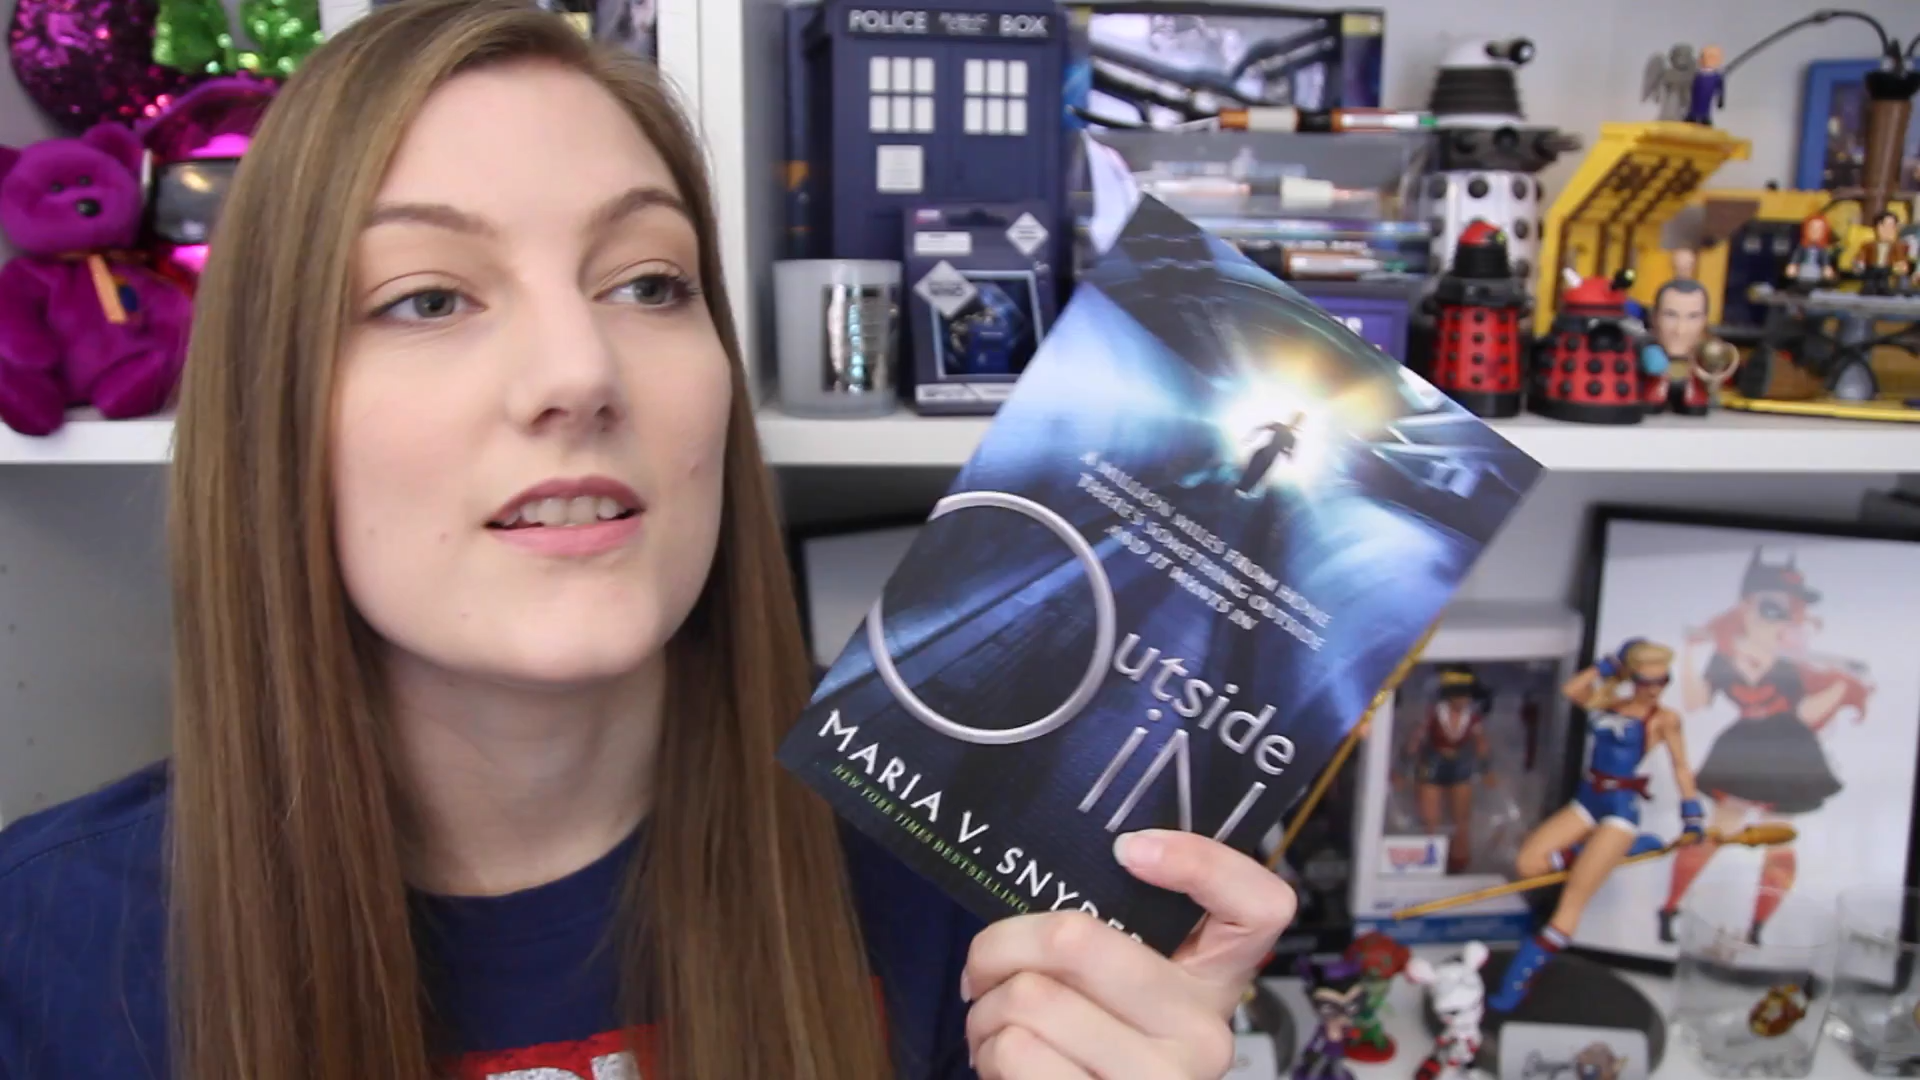 POLICE BOX
A MILLION MILES FROM HOME
THERE'S SOMETHING OUTSIDE
AND IT WANTS IN
Outside
iN
MARIA V. SNYDER
NEW YORK TIMES BESTSELLING